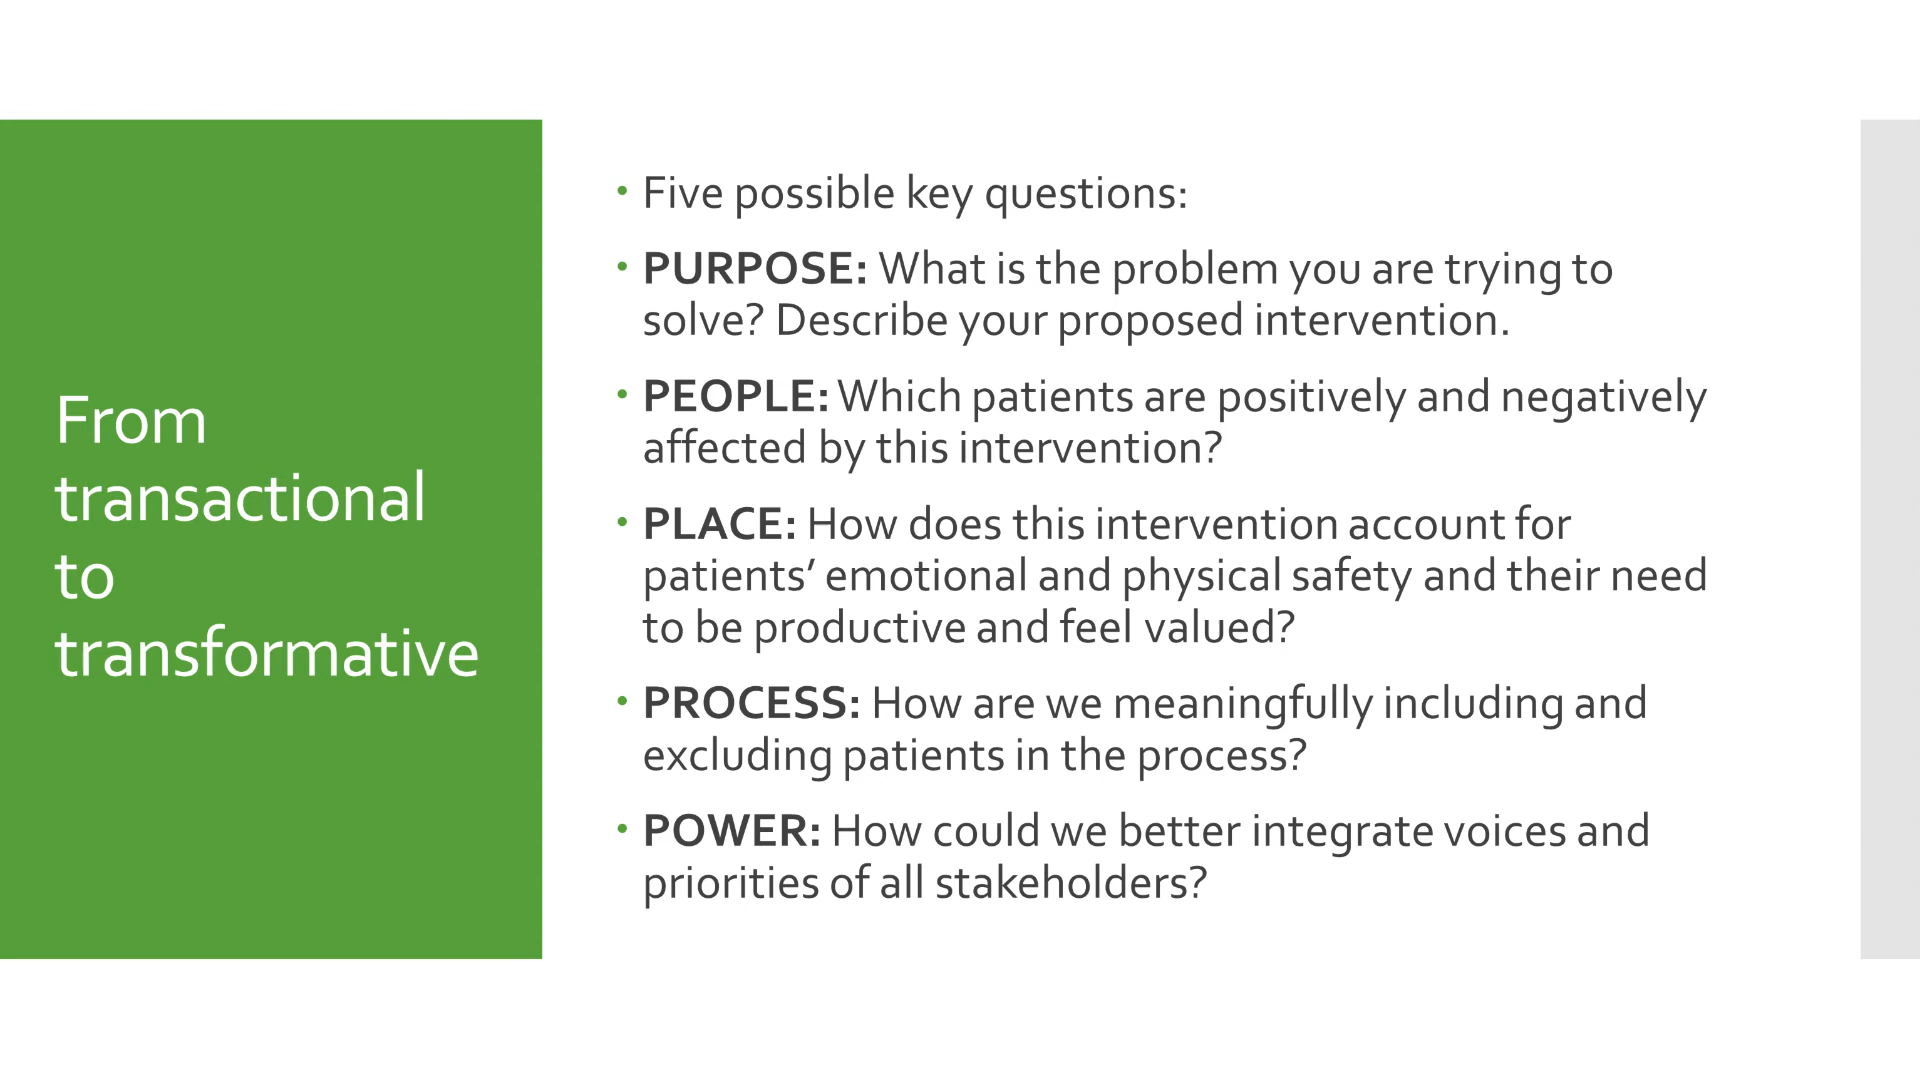 From
transactional
to
transformative
• Five possible key questions:
• PURPOSE: What is the problem you are trying to
solve? Describe your proposed intervention.
• PEOPLE: Which patients are positively and negatively
affected by this intervention?
• PLACE: How does this intervention account for
patients’ emotional and physical safety and their need
to be productive and feel valued?
• PROCESS: How are we meaningfully including and
excluding patients in the process?
• POWER: How could we better integrate voices and
priorities of all stakeholders?